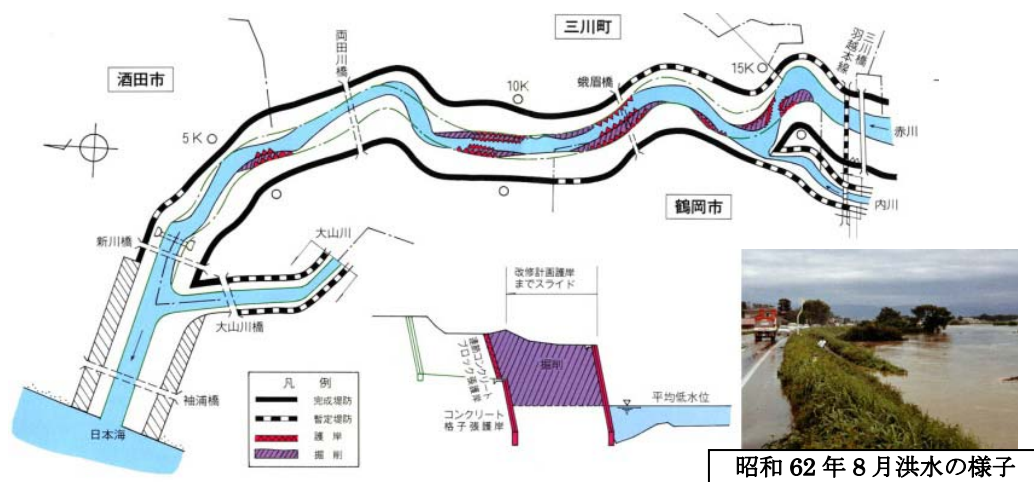 酒田市
両田川橋
三川町
10K
蛾眉橋
15K
三川橋
羽越本線
5K
赤川
鶴岡市
内川
新川橋
大山川
大山川橋
袖浦橋
日本海
凡例
完成堤防
暫定堤防
護岸
掘削
改修計画護岸
までスライド
掘削
連節コンクリート
ブロック張護岸
コンクリート
格子張護岸
平均低水位
昭和 62 年 8 月洪水の様子